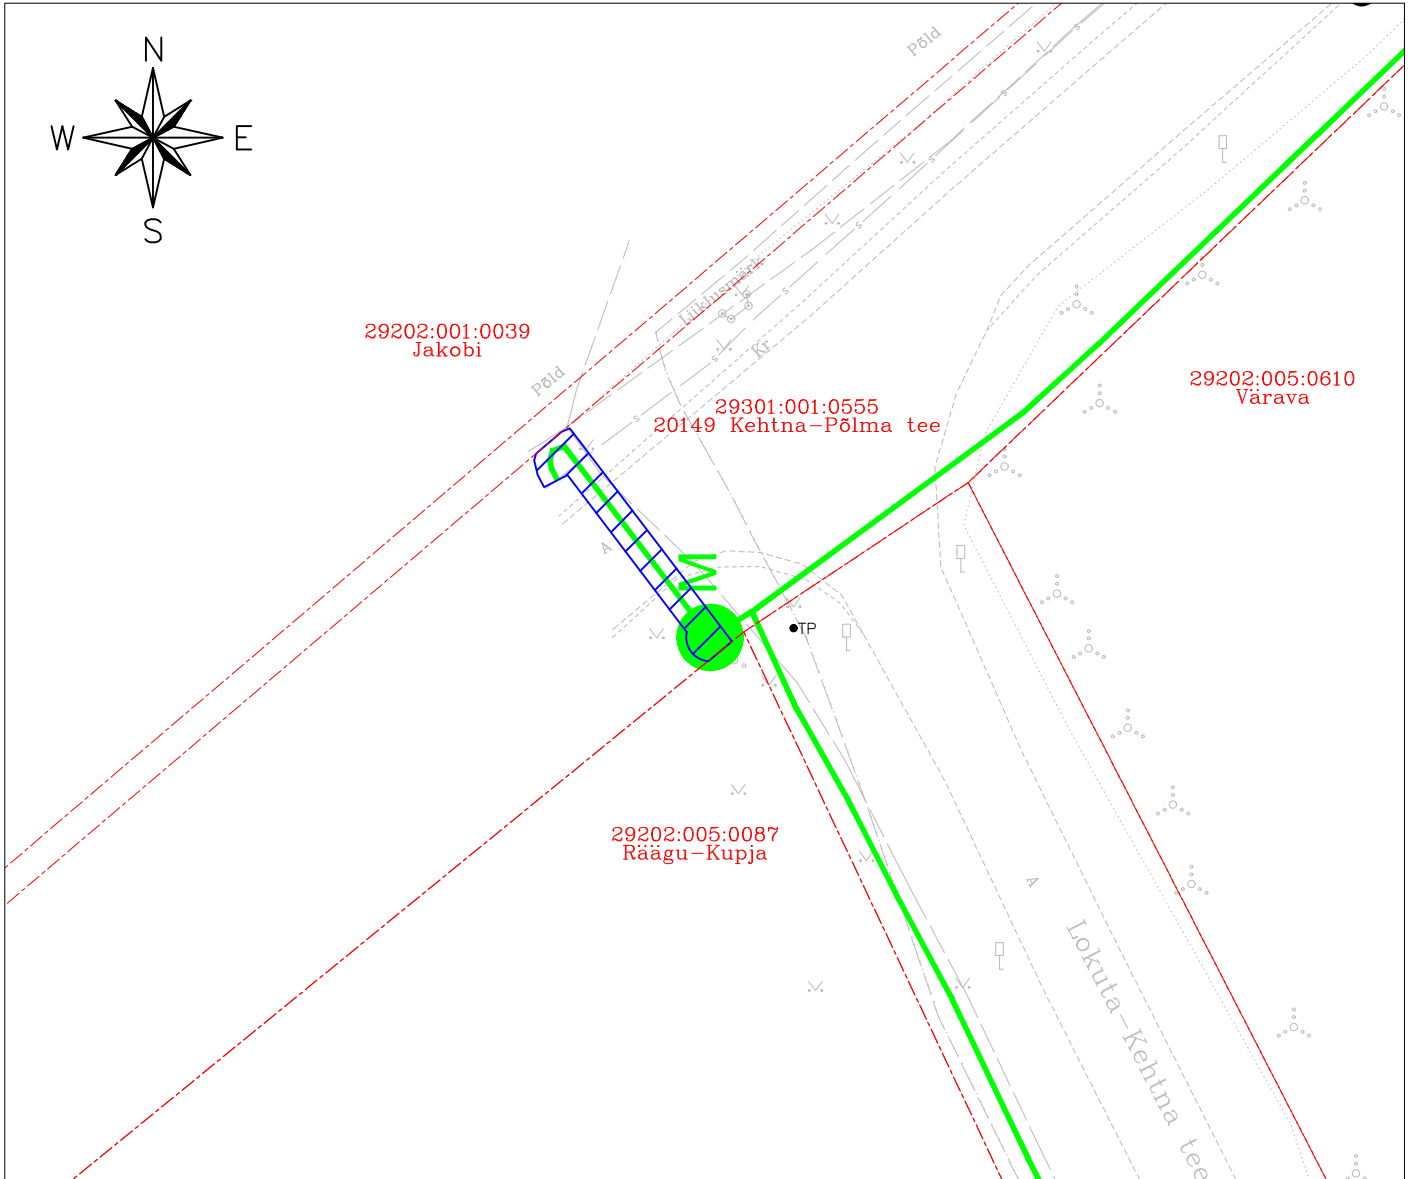 N
W E
S
Põld
Liiklusmärk
Kr
29202:001:0039
Jakobi
Põld
29301:001:0555
20149 Kehtna-Põlma tee
29202:005:0610
Värava
A
M
TP
29202:005:0087
Räägu-Kupja
A
Lokuta-Kehtna tee